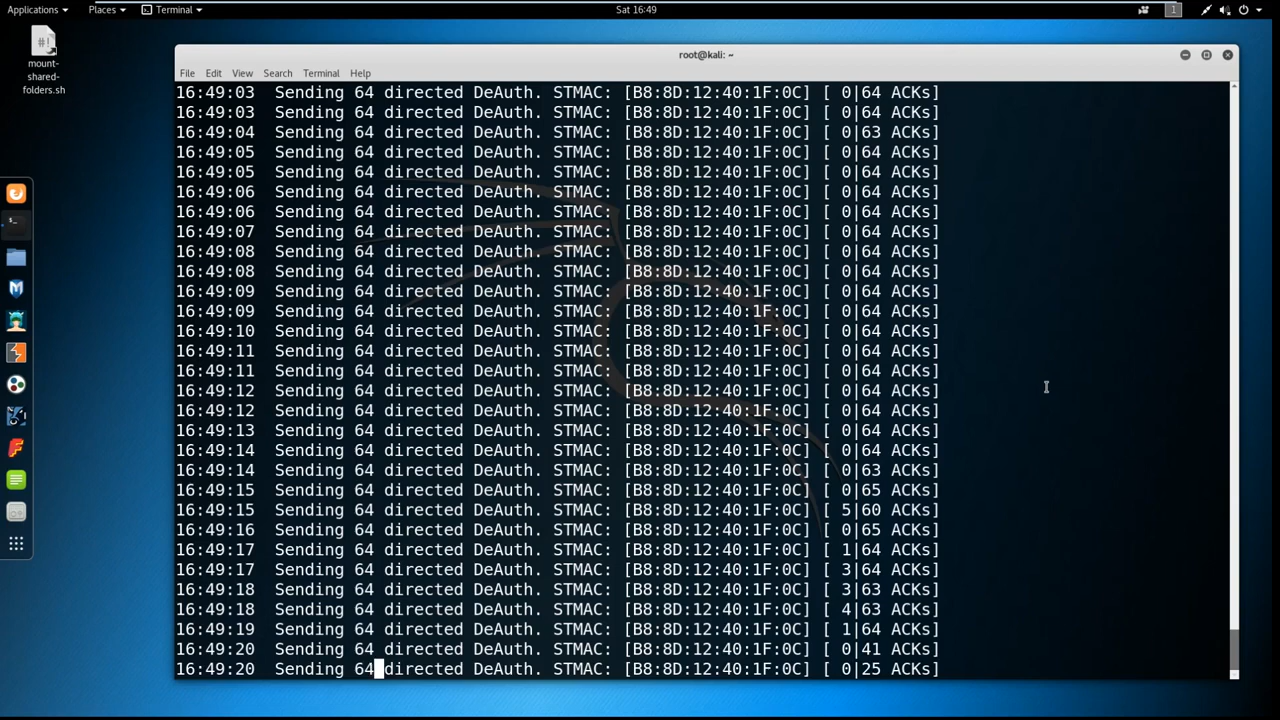 Applications Places Terminal Sat 16:49 1
mount-
shared-
folders.sh
root@kali: ~
File Edit View Search Terminal Help
16:49:03  Sending 64 directed DeAuth. STMAC: [B8:8D:12:40:1F:0C] [ 0|64 ACKs]
16:49:03  Sending 64 directed DeAuth. STMAC: [B8:8D:12:40:1F:0C] [ 0|64 ACKs]
16:49:04  Sending 64 directed DeAuth. STMAC: [B8:8D:12:40:1F:0C] [ 0|63 ACKs]
16:49:05  Sending 64 directed DeAuth. STMAC: [B8:8D:12:40:1F:0C] [ 0|64 ACKs]
16:49:05  Sending 64 directed DeAuth. STMAC: [B8:8D:12:40:1F:0C] [ 0|64 ACKs]
16:49:06  Sending 64 directed DeAuth. STMAC: [B8:8D:12:40:1F:0C] [ 0|64 ACKs]
16:49:06  Sending 64 directed DeAuth. STMAC: [B8:8D:12:40:1F:0C] [ 0|64 ACKs]
16:49:07  Sending 64 directed DeAuth. STMAC: [B8:8D:12:40:1F:0C] [ 0|64 ACKs]
16:49:08  Sending 64 directed DeAuth. STMAC: [B8:8D:12:40:1F:0C] [ 0|64 ACKs]
16:49:08  Sending 64 directed DeAuth. STMAC: [B8:8D:12:40:1F:0C] [ 0|64 ACKs]
16:49:09  Sending 64 directed DeAuth. STMAC: [B8:8D:12:40:1F:0C] [ 0|64 ACKs]
16:49:09  Sending 64 directed DeAuth. STMAC: [B8:8D:12:40:1F:0C] [ 0|64 ACKs]
16:49:10  Sending 64 directed DeAuth. STMAC: [B8:8D:12:40:1F:0C] [ 0|64 ACKs]
16:49:11  Sending 64 directed DeAuth. STMAC: [B8:8D:12:40:1F:0C] [ 0|64 ACKs]
16:49:11  Sending 64 directed DeAuth. STMAC: [B8:8D:12:40:1F:0C] [ 0|64 ACKs]
16:49:12  Sending 64 directed DeAuth. STMAC: [B8:8D:12:40:1F:0C] [ 0|64 ACKs]
16:49:12  Sending 64 directed DeAuth. STMAC: [B8:8D:12:40:1F:0C] [ 0|64 ACKs]
16:49:13  Sending 64 directed DeAuth. STMAC: [B8:8D:12:40:1F:0C] [ 0|64 ACKs]
16:49:14  Sending 64 directed DeAuth. STMAC: [B8:8D:12:40:1F:0C] [ 0|64 ACKs]
16:49:14  Sending 64 directed DeAuth. STMAC: [B8:8D:12:40:1F:0C] [ 0|63 ACKs]
16:49:15  Sending 64 directed DeAuth. STMAC: [B8:8D:12:40:1F:0C] [ 0|65 ACKs]
16:49:15  Sending 64 directed DeAuth. STMAC: [B8:8D:12:40:1F:0C] [ 5|60 ACKs]
16:49:16  Sending 64 directed DeAuth. STMAC: [B8:8D:12:40:1F:0C] [ 0|65 ACKs]
16:49:17  Sending 64 directed DeAuth. STMAC: [B8:8D:12:40:1F:0C] [ 1|64 ACKs]
16:49:17  Sending 64 directed DeAuth. STMAC: [B8:8D:12:40:1F:0C] [ 3|63 ACKs]
16:49:18  Sending 64 directed DeAuth. STMAC: [B8:8D:12:40:1F:0C] [ 3|63 ACKs]
16:49:18  Sending 64 directed DeAuth. STMAC: [B8:8D:12:40:1F:0C] [ 4|63 ACKs]
16:49:19  Sending 64 directed DeAuth. STMAC: [B8:8D:12:40:1F:0C] [ 1|64 ACKs]
16:49:20  Sending 64 directed DeAuth. STMAC: [B8:8D:12:40:1F:0C] [ 0|41 ACKs]
16:49:20  Sending 64 directed DeAuth. STMAC: [B8:8D:12:40:1F:0C] [ 0|25 ACKs]